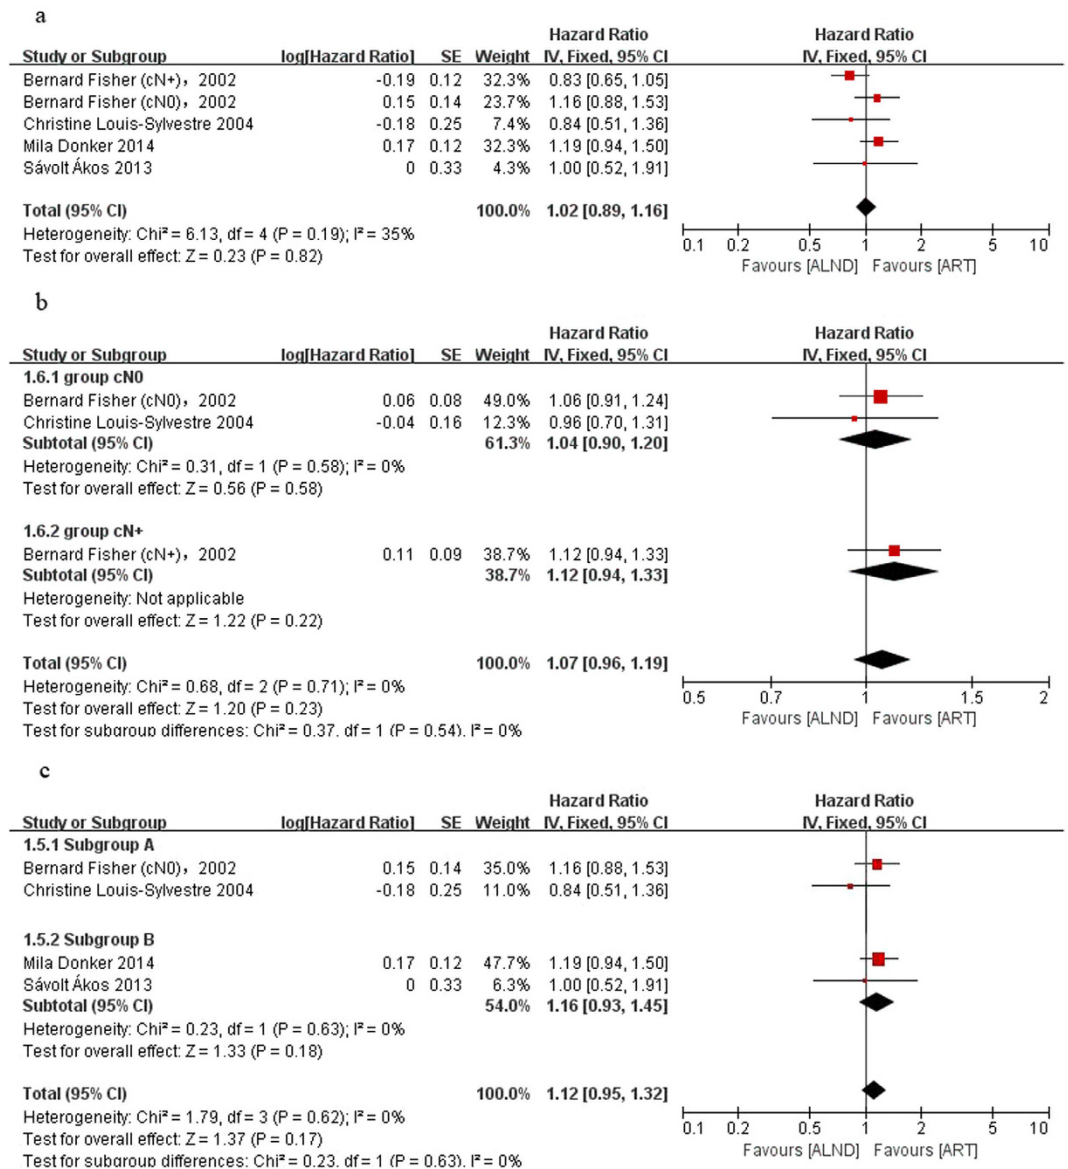 a
Hazard Ratio Hazard Ratio
Study or Subgroup log[Hazard Ratio] SE Weight IV, Fixed, 95% CI IV, Fixed, 95% CI
Bernard Fisher (cN+)，2002 -0.19 0.12 32.3% 0.83 [0.65, 1.05]
Bernard Fisher (cN0)，2002 0.15 0.14 23.7% 1.16 [0.88, 1.53]
Christine Louis-Sylvestre 2004 -0.18 0.25 7.4% 0.84 [0.51, 1.36]
Mila Donker 2014 0.17 0.12 32.3% 1.19 [0.94, 1.50]
Sávolt Ákos 2013 0 0.33 4.3% 1.00 [0.52, 1.91]
Total (95% CI) 100.0% 1.02 [0.89, 1.16]
Heterogeneity: Chi² = 6.13, df = 4 (P = 0.19); I² = 35%
Test for overall effect: Z = 0.23 (P = 0.82)
0.1 0.2 0.5 1 2 5 10
Favours [ALND] Favours [ART]
b
Hazard Ratio Hazard Ratio
Study or Subgroup log[Hazard Ratio] SE Weight IV, Fixed, 95% CI IV, Fixed, 95% CI
1.6.1 group cN0
Bernard Fisher (cN0)，2002 0.06 0.08 49.0% 1.06 [0.91, 1.24]
Christine Louis-Sylvestre 2004 -0.04 0.16 12.3% 0.96 [0.70, 1.31]
Subtotal (95% CI) 61.3% 1.04 [0.90, 1.20]
Heterogeneity: Chi² = 0.31, df = 1 (P = 0.58); I² = 0%
Test for overall effect: Z = 0.56 (P = 0.58)
1.6.2 group cN+
Bernard Fisher (cN+)，2002 0.11 0.09 38.7% 1.12 [0.94, 1.33]
Subtotal (95% CI) 38.7% 1.12 [0.94, 1.33]
Heterogeneity: Not applicable
Test for overall effect: Z = 1.22 (P = 0.22)
Total (95% CI) 100.0% 1.07 [0.96, 1.19]
Heterogeneity: Chi² = 0.68, df = 2 (P = 0.71); I² = 0%
Test for overall effect: Z = 1.20 (P = 0.23)
Test for subgroup differences: Chi² = 0.37. df = 1 (P = 0.54). I² = 0%
0.5 0.7 1 1.5 2
Favours [ALND] Favours [ART]
c
Hazard Ratio Hazard Ratio
Study or Subgroup log[Hazard Ratio] SE Weight IV, Fixed, 95% CI IV, Fixed, 95% CI
1.5.1 Subgroup A
Bernard Fisher (cN0)，2002 0.15 0.14 35.0% 1.16 [0.88, 1.53]
Christine Louis-Sylvestre 2004 -0.18 0.25 11.0% 0.84 [0.51, 1.36]
1.5.2 Subgroup B
Mila Donker 2014 0.17 0.12 47.7% 1.19 [0.94, 1.50]
Sávolt Ákos 2013 0 0.33 6.3% 1.00 [0.52, 1.91]
Subtotal (95% CI) 54.0% 1.16 [0.93, 1.45]
Heterogeneity: Chi² = 0.23, df = 1 (P = 0.63); I² = 0%
Test for overall effect: Z = 1.33 (P = 0.18)
Total (95% CI) 100.0% 1.12 [0.95, 1.32]
Heterogeneity: Chi² = 1.79, df = 3 (P = 0.62); I² = 0%
Test for overall effect: Z = 1.37 (P = 0.17)
Test for subgroup differences: Chi² = 0.23. df = 1 (P = 0.63). I² = 0%
0.1 0.2 0.5 1 2 5 10
Favours [ALND] Favours [ART]